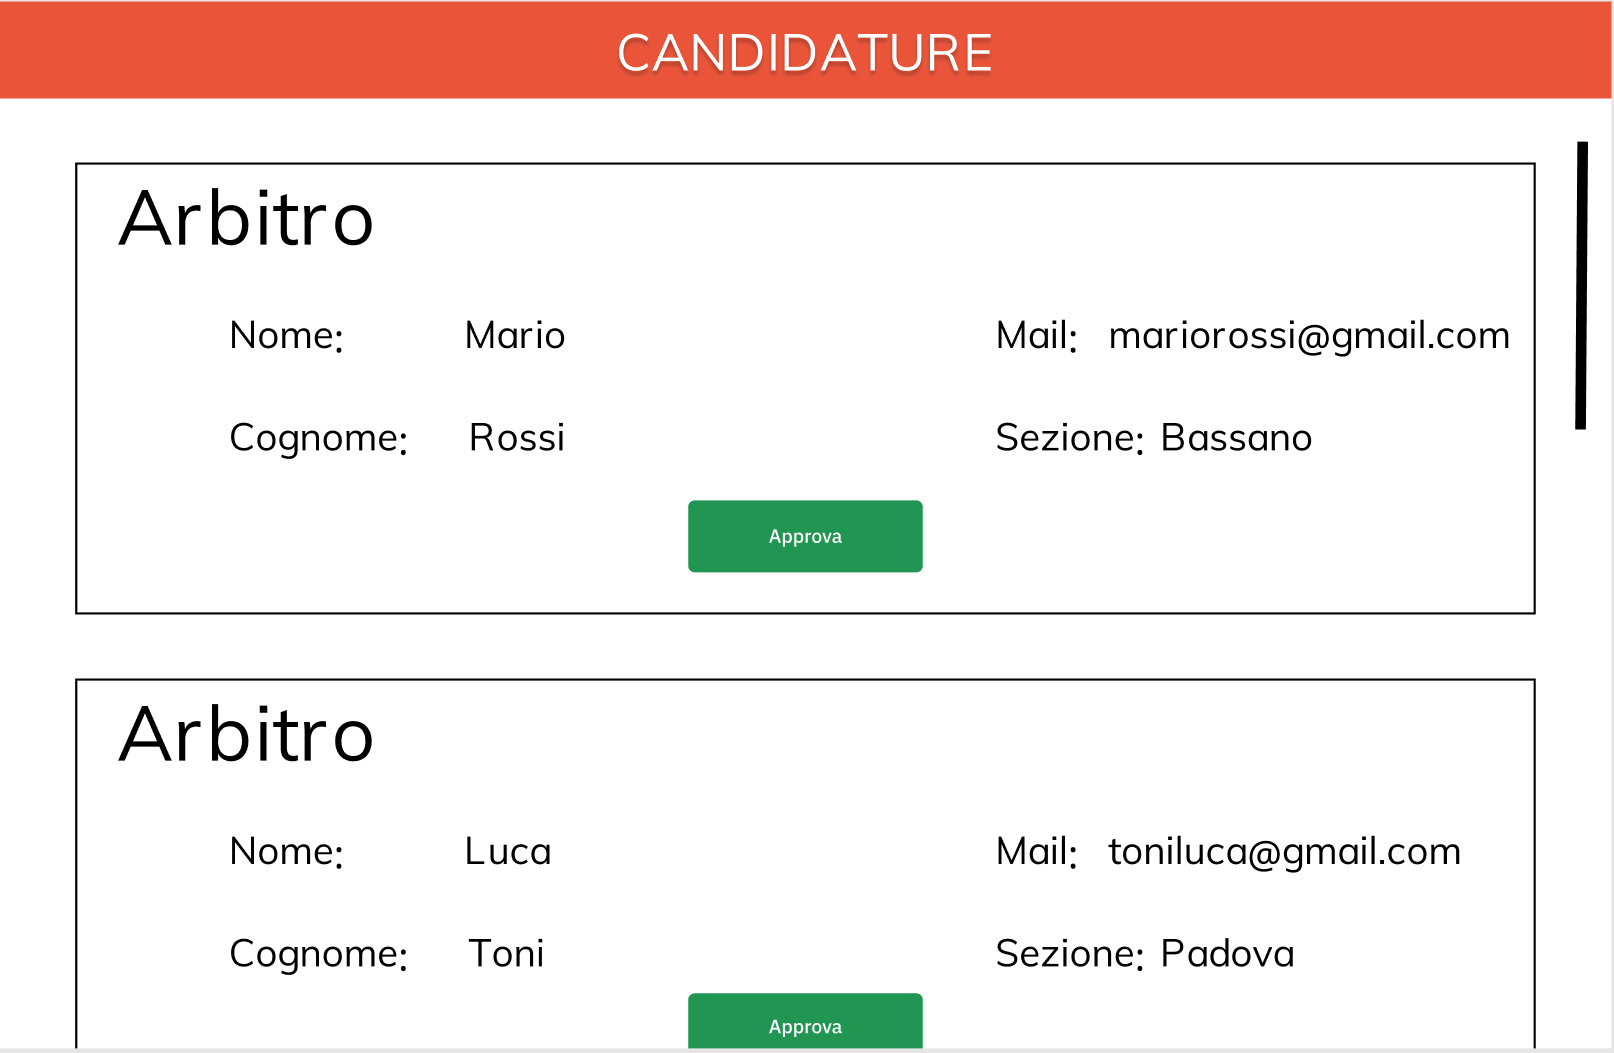 CANDIDATURE
Arbitro
Nome: Mario Mail: mariorossi@gmail.com
Cognome: Rossi Sezione: Bassano
Approva
Arbitro
Nome: Luca Mail: toniluca@gmail.com
Cognome: Toni Sezione: Padova
Approva